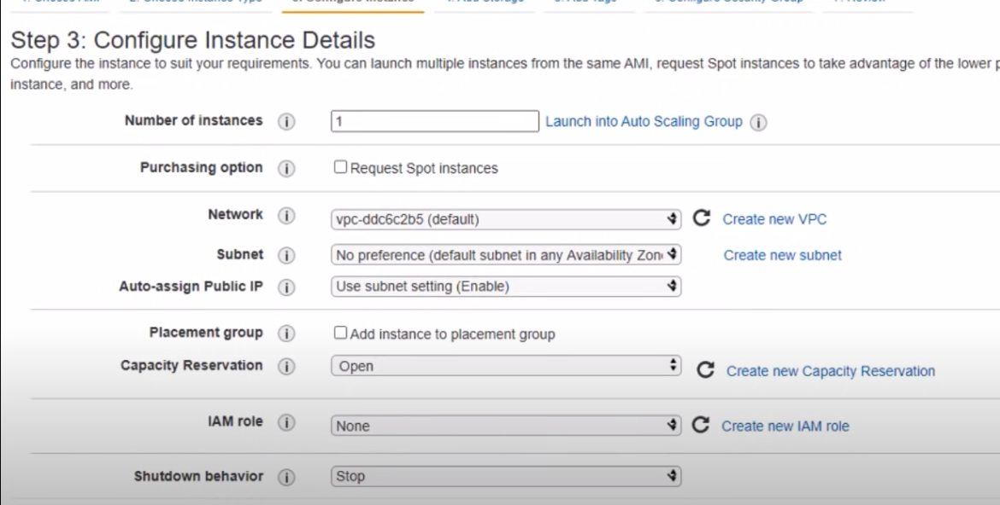 Step 3: Configure Instance Details
Configure the instance to suit your requirements. You can launch multiple instances from the same AMI, request Spot instances to take advantage of the lower
instance, and more.
Number of instances i 1 Launch into Auto Scaling Group i
Purchasing option i Request Spot instances
Network i vpc-ddc6c2b5 (default) Create new VPC
Subnet i No preference (default subnet in any Availability Zon Create new subnet
Auto-assign Public IP i Use subnet setting (Enable)
Placement group i Add instance to placement group
Capacity Reservation i Open Create new Capacity Reservation
IAM role i None Create new IAM role
Shutdown behavior i Stop